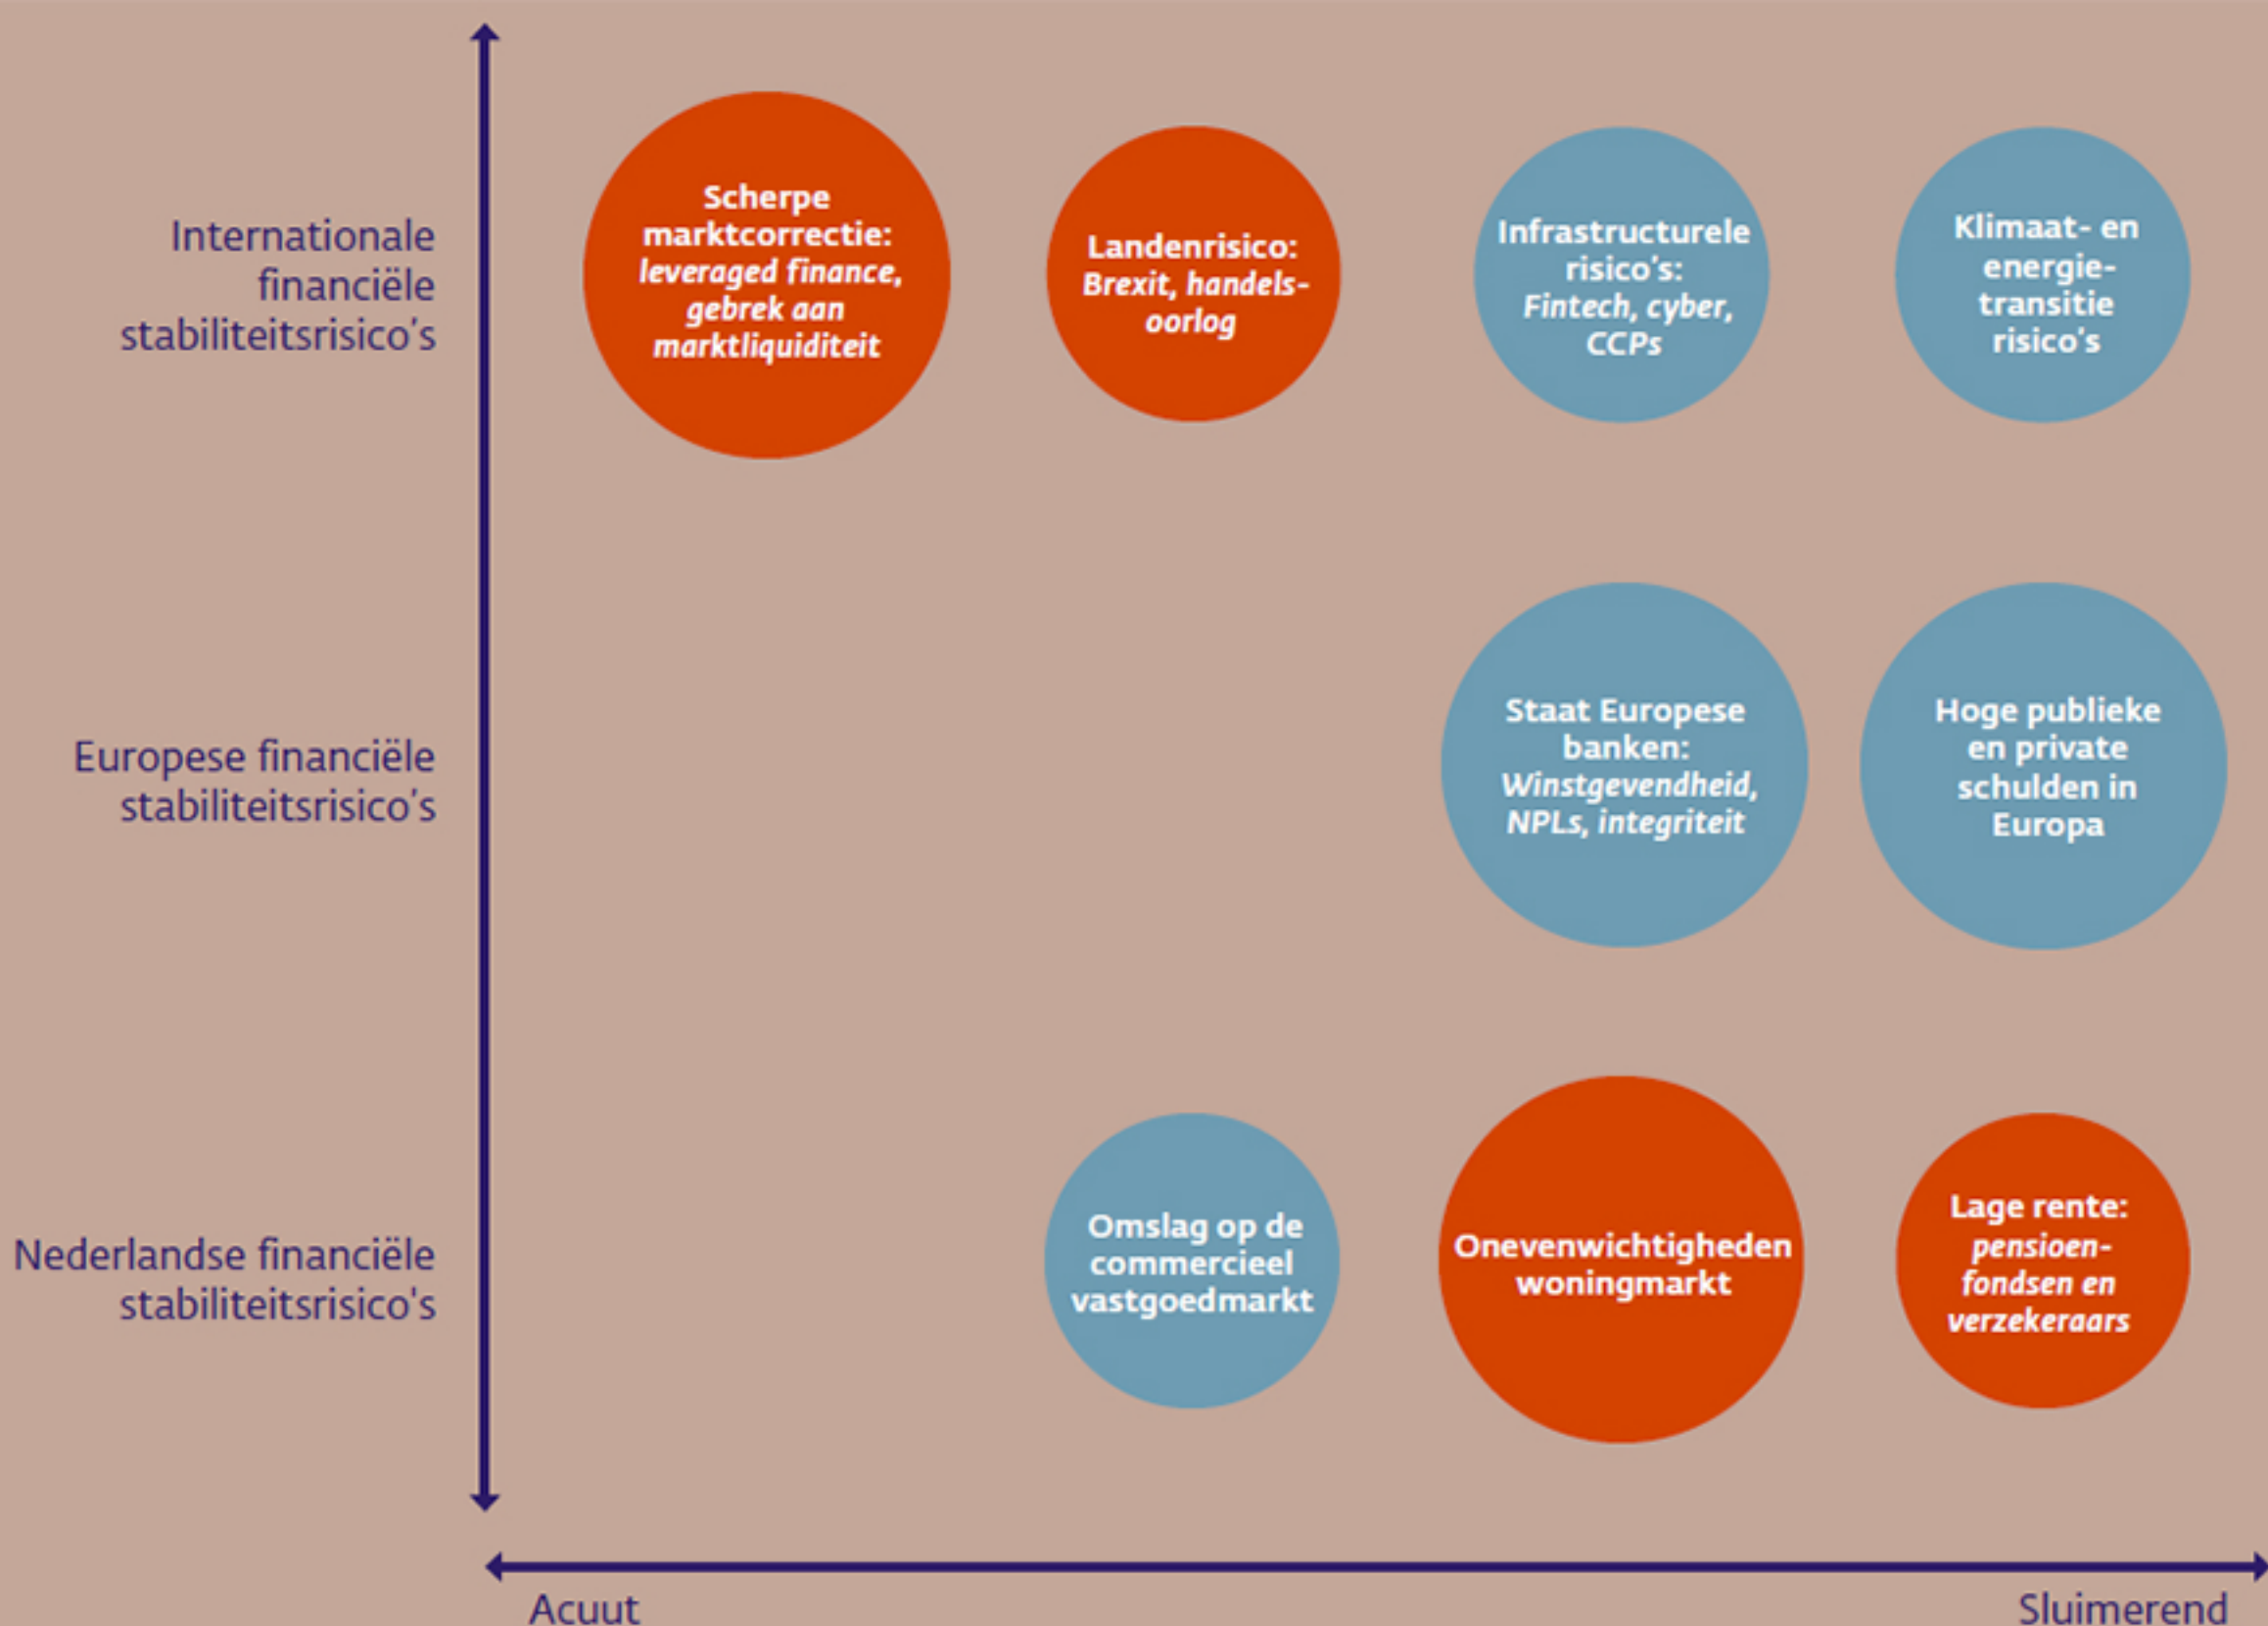 Internationale
financiële
stabiliteitsrisico's
Scherpe
marktcorrectie:
leveraged finance,
gebrek aan
marktliquiditeit
Landenrisico:
Brexit, handels-
oorlog
Infrastructurele
risico's:
Fintech, cyber,
CCPs
Klimaat- en
energie-
transitie
risico's
Europese financiële
stabiliteitsrisico's
Staat Europese
banken:
Winstgevendheid,
NPLs, integriteit
Hoge publieke
en private
schulden in
Europa
Nederlandse financiële
stabiliteitsrisico's
Omslag op de
commercieel
vastgoedmarkt
Onevenwichtigheden
woningmarkt
Lage rente:
pensioen-
fondsen en
verzekeraars
Acuut
Sluimerend